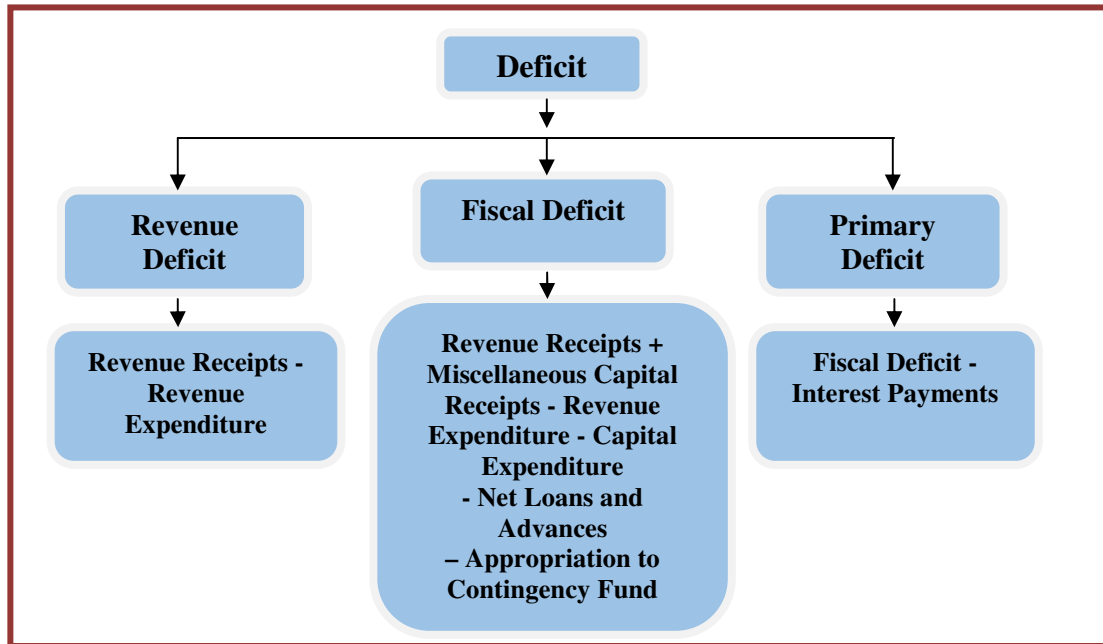 Deficit
Revenue
Deficit
Fiscal Deficit
Primary
Deficit
Revenue Receipts -
Revenue
Expenditure
Revenue Receipts +
Miscellaneous Capital
Receipts - Revenue
Expenditure - Capital
Expenditure
- Net Loans and
Advances
– Appropriation to
Contingency Fund
Fiscal Deficit -
Interest Payments